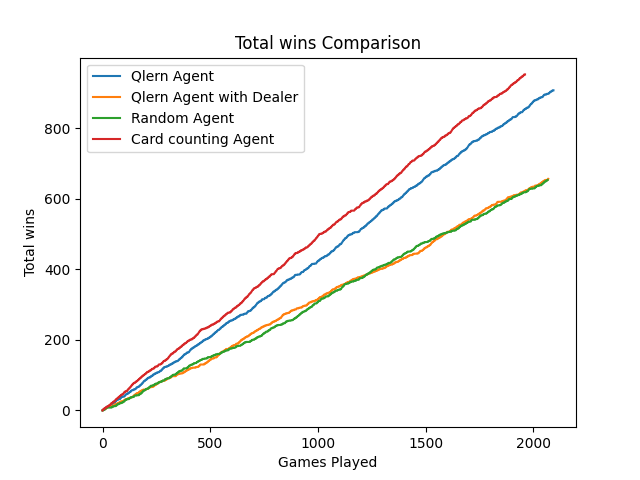 Total wins Comparison
Qlern Agent
Qlern Agent with Dealer
Random Agent
Card counting Agent
800
600
400
200
0
Total wins
0 500 1000 1500 2000
Games Played